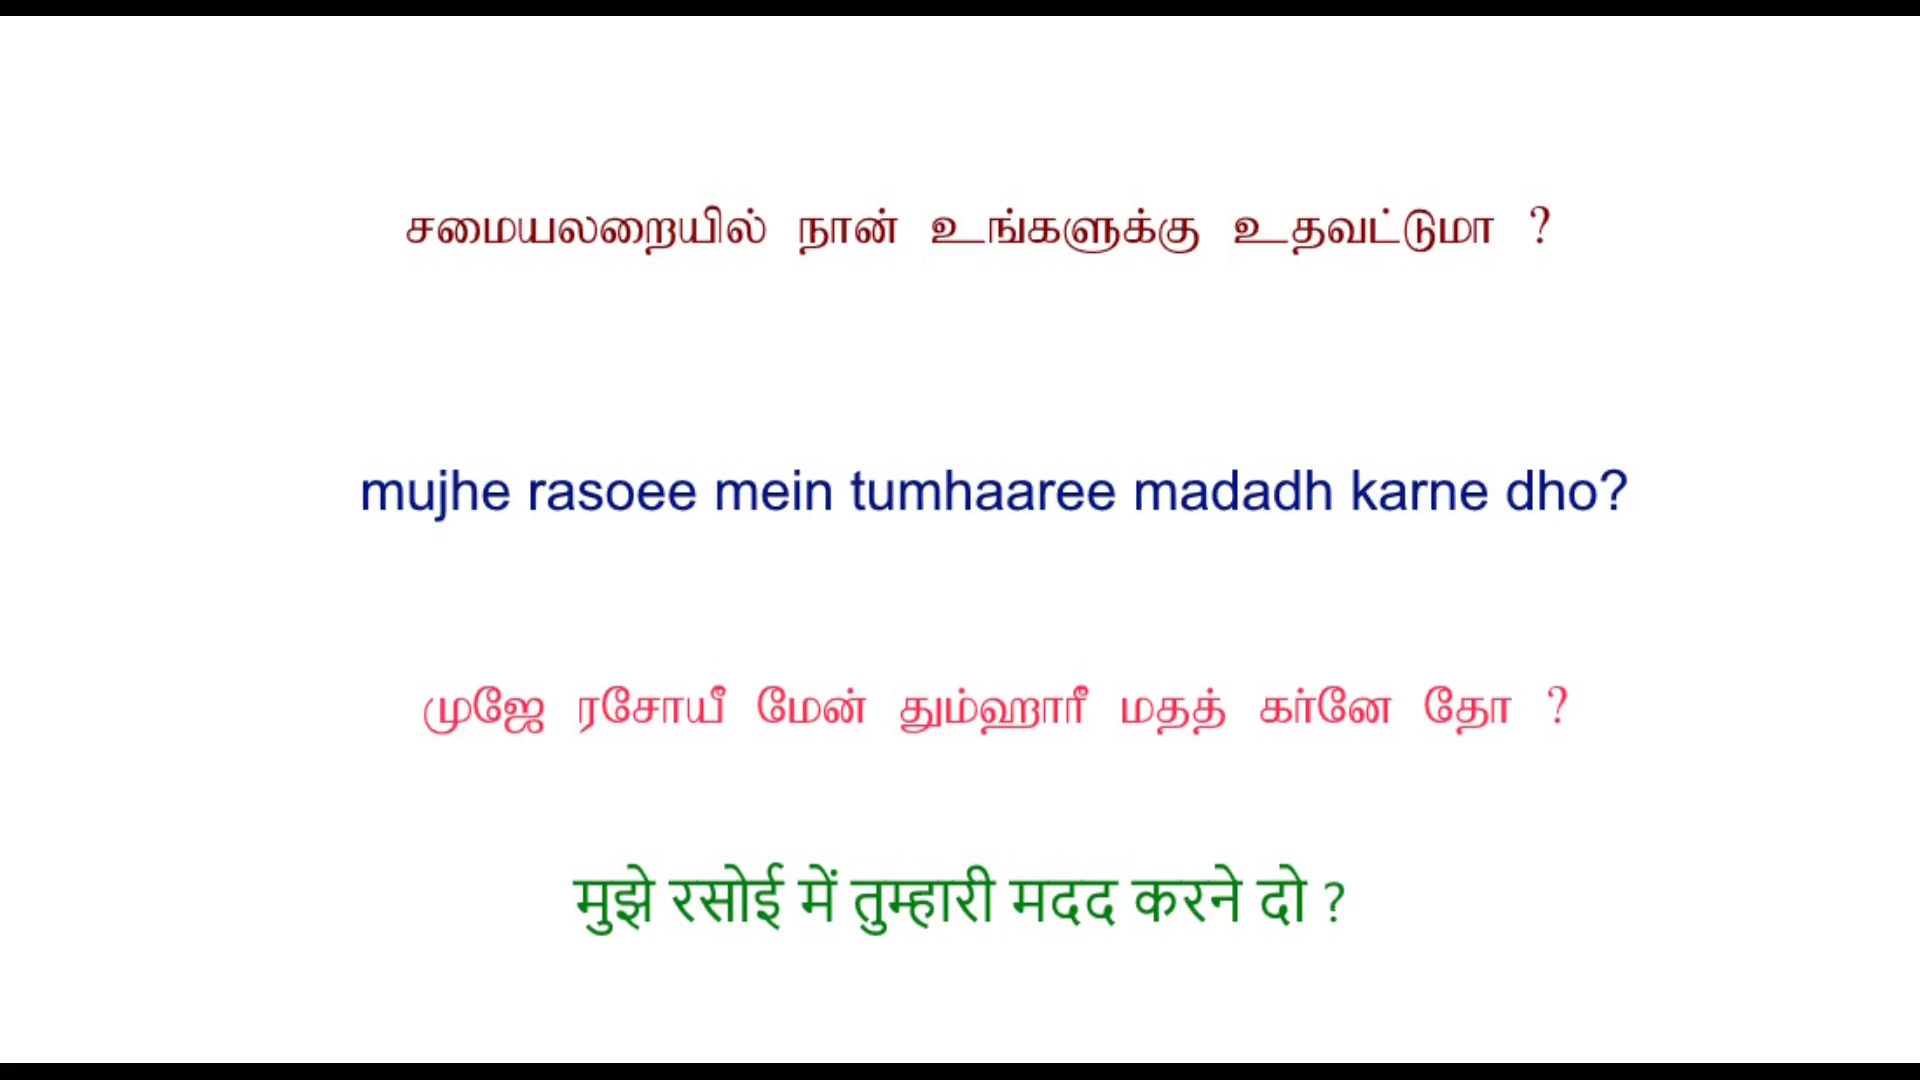 சமையலறையில் நான் உங்களுக்கு உதவட்டுமா ?
mujhe rasoee mein tumhaaree madadh karne dho?
முஜே ரசோயீ மேன் தும்ஹாரீ மதத் கர்னே தோ ?
मुझे रसोई में तुम्हारी मदद करने दो ?